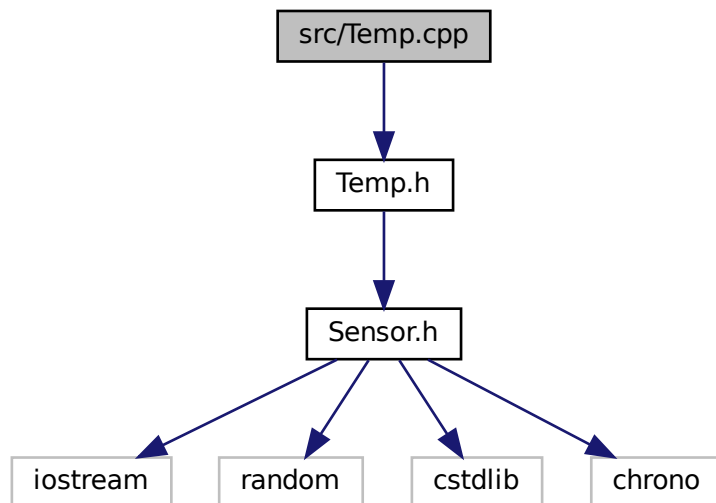 src/Temp.cpp
Temp.h
Sensor.h
iostream
random
cstdlib
chrono